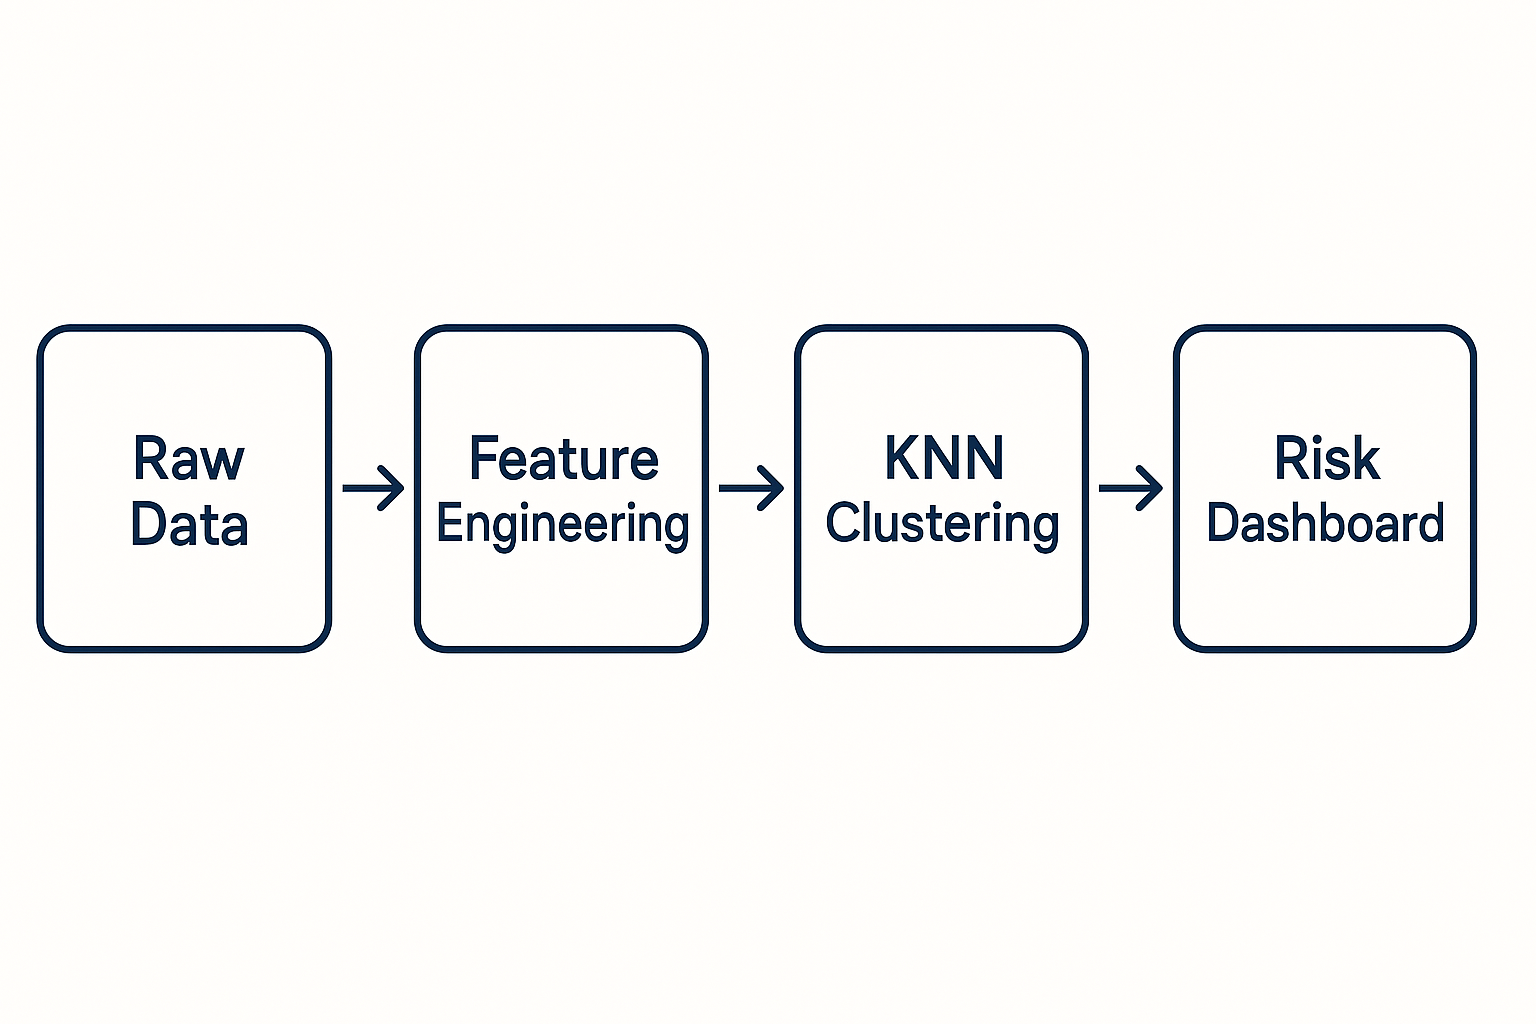 Raw
Data
Feature
Engineering
KNN
Clustering
Risk
Dashboard